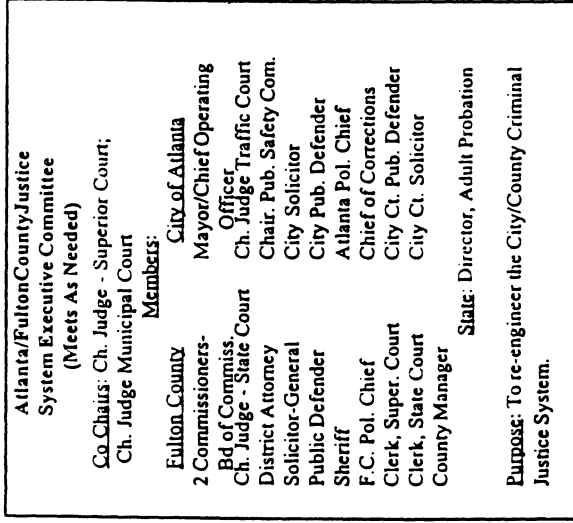 Atlanta/FultonCountyJustice
System Executive Committee
(Meets As Needed)
Co Chairs: Ch. Judge - Superior Court;
Ch. Judge Municipal Court
Members:
Fulton County
2 Commissioners-
Bd of Commiss.
Ch. Judge - State Court
District Attorney
Solicitor-General
Public Defender
Sheriff
F.C. Pol. Chief
Clerk, Super. Court
Clerk, State Court
County Manager
City of Atlanta
Mayor/Chief Operating
Officer
Ch. Judge Traffic Court
Chair. Pub. Safety Com.
City Solicitor
City Pub. Defender
Atlanta Pol. Chief
Chief of Corrections
City Ct. Pub. Defender
City Ct. Solicitor
State: Director, Adult Probation
Purpose: To re-engineer the City/County Criminal
Justice System.